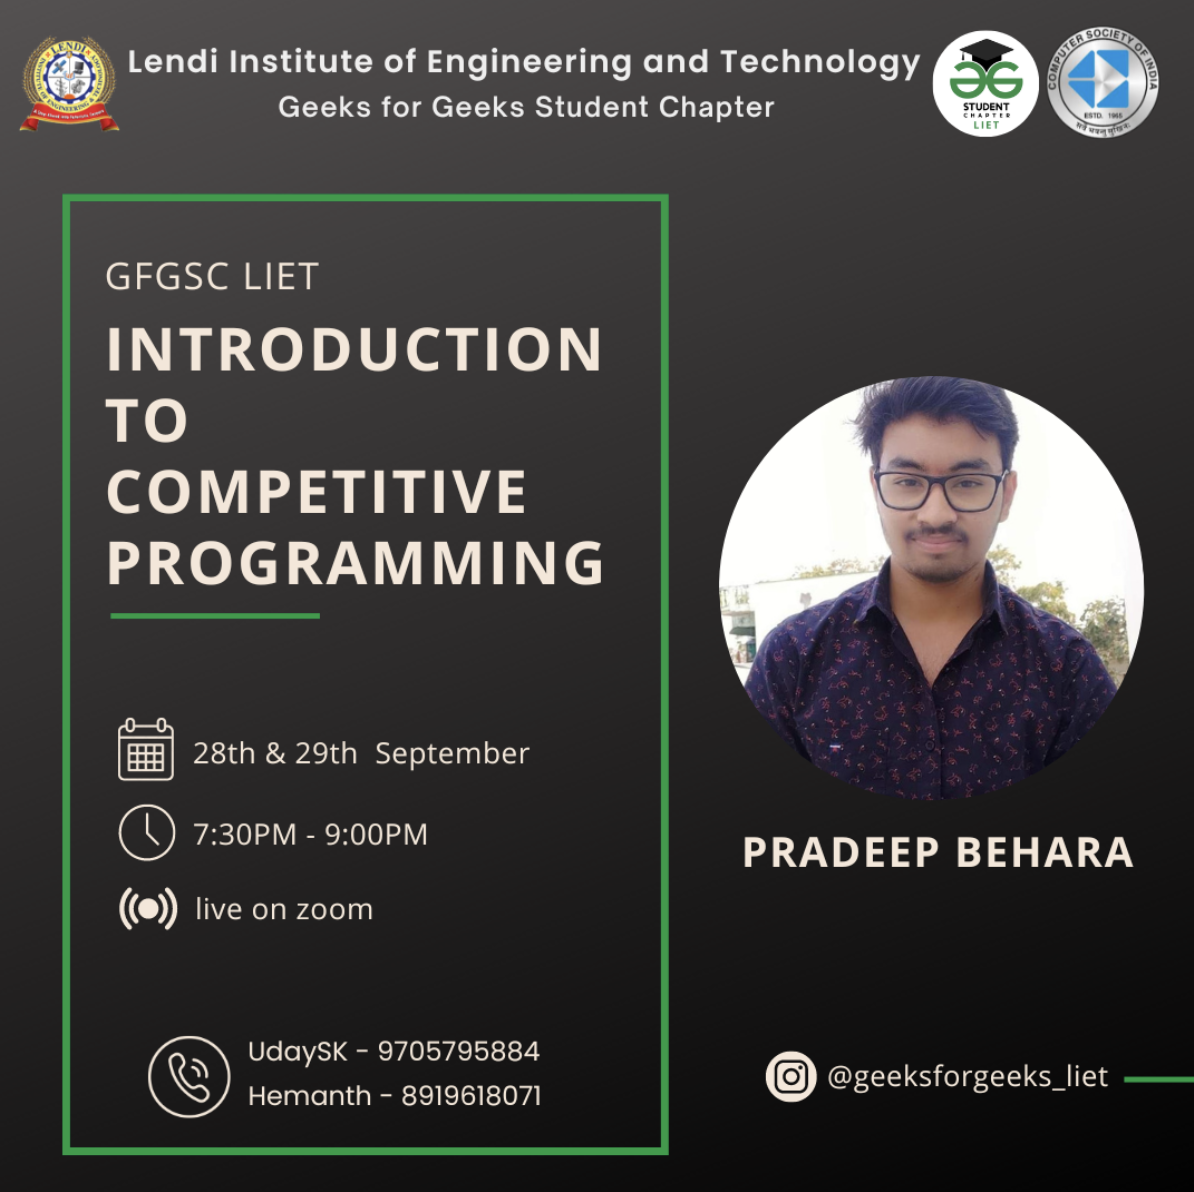 Lendi Institute of Engineering and Technology
Geeks for Geeks Student Chapter
LENDI
STUDENT
CHAPTER
LIET
COMPUTER SOCIETY OF INDIA
ESTD. 1965
GFGSC LIET
INTRODUCTION
TO
COMPETITIVE
PROGRAMMING
28th & 29th September
7:30PM - 9:00PM
live on zoom
PRADEEP BEHARA
UdaySK - 9705795884
Hemanth - 8919618071
@geeksforgeeks_liet